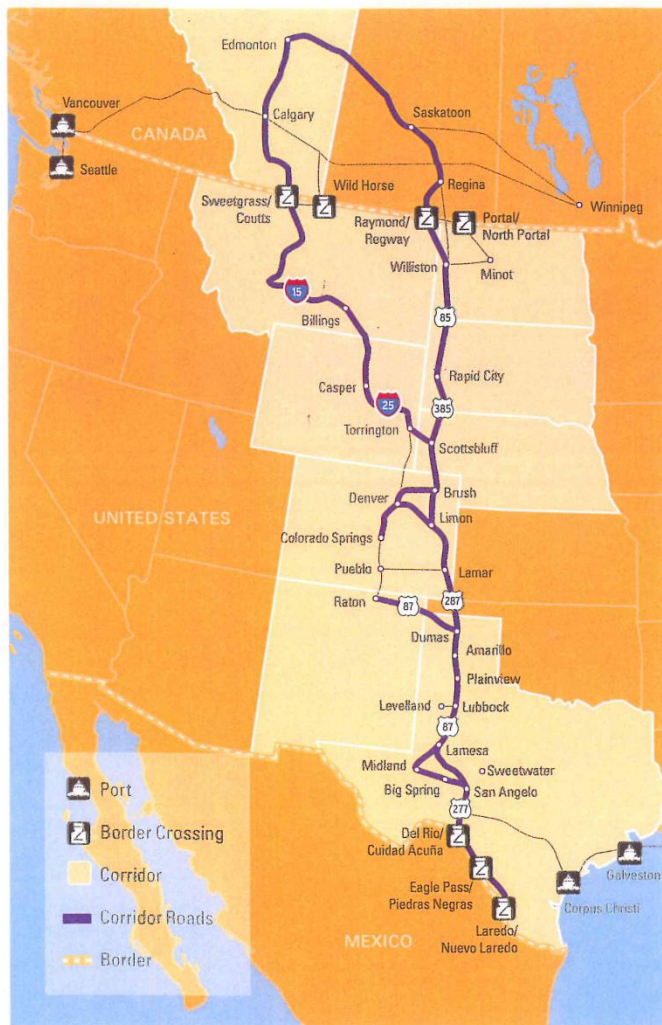 Edmonton
Vancouver
Calgary
Saskatoon
CANADA
Seattle
Wild Horse
Regina
Sweetgrass/
Coutts
Winnipeg
Raymond/
Regway
Portal/
North Portal
Williston
Minot
15
Billings
85
Rapid City
Casper
25
385
Torrington
Scottsbluff
Denver
Brush
UNITED STATES
Limon
Colorado Springs
Pueblo
Lamar
Raton
87
287
Dumas
Amarillo
Plainview
Levelland
Lubbock
87
Lamesa
Midland
Sweetwater
Big Spring
San Angelo
277
Del Rio/
Cuidad Acuña
Eagle Pass/
Piedras Negras
Galveston
Corpus Christi
Laredo/
Nuevo Laredo
MEXICO
Port
Border Crossing
Corridor
Corridor Roads
Border